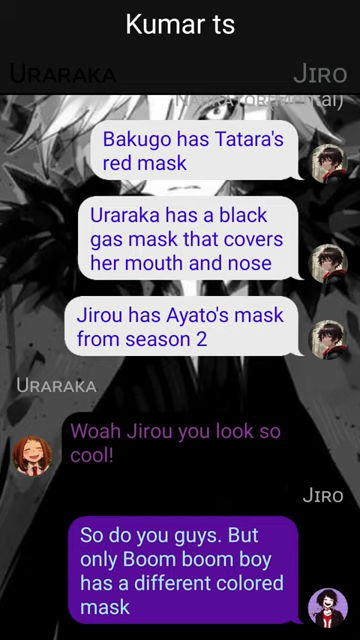 Kumar ts
URARAKA JIRO
Bakugo has Tatara's
red mask
Uraraka has a black
gas mask that covers
her mouth and nose
Jirou has Ayato's mask
from season 2
URARAKA
Woah Jirou you look so
cool!
JIRO
So do you guys. But
only Boom boom boy
has a different colored
mask